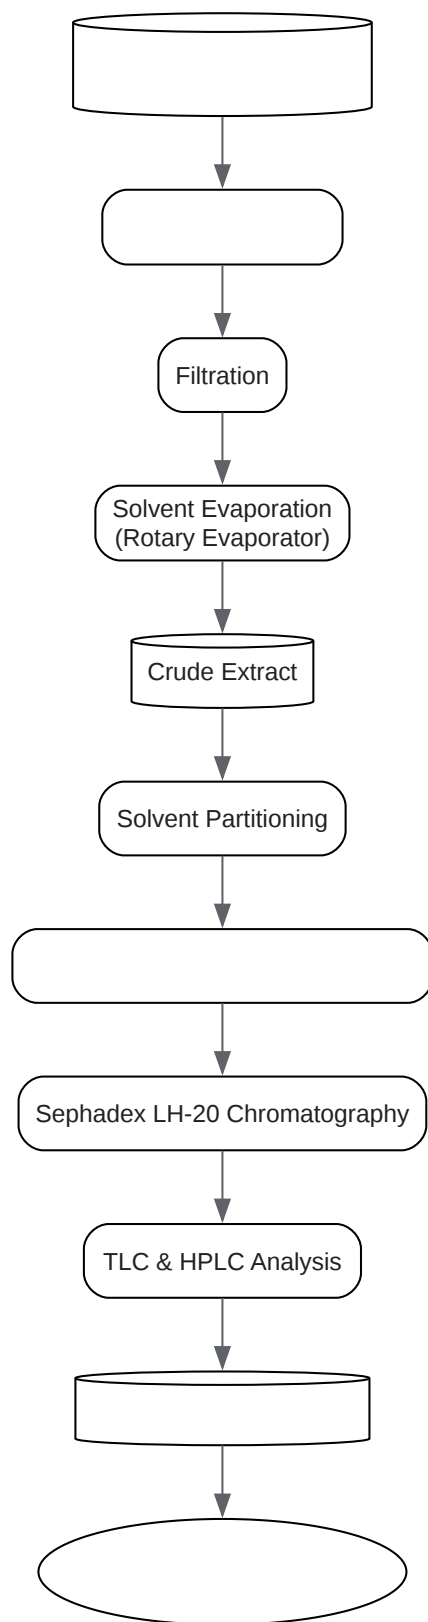 Filtration
Solvent Evaporation
(Rotary Evaporator)
Crude Extract
Solvent Partitioning
Sephadex LH-20 Chromatography
TLC & HPLC Analysis